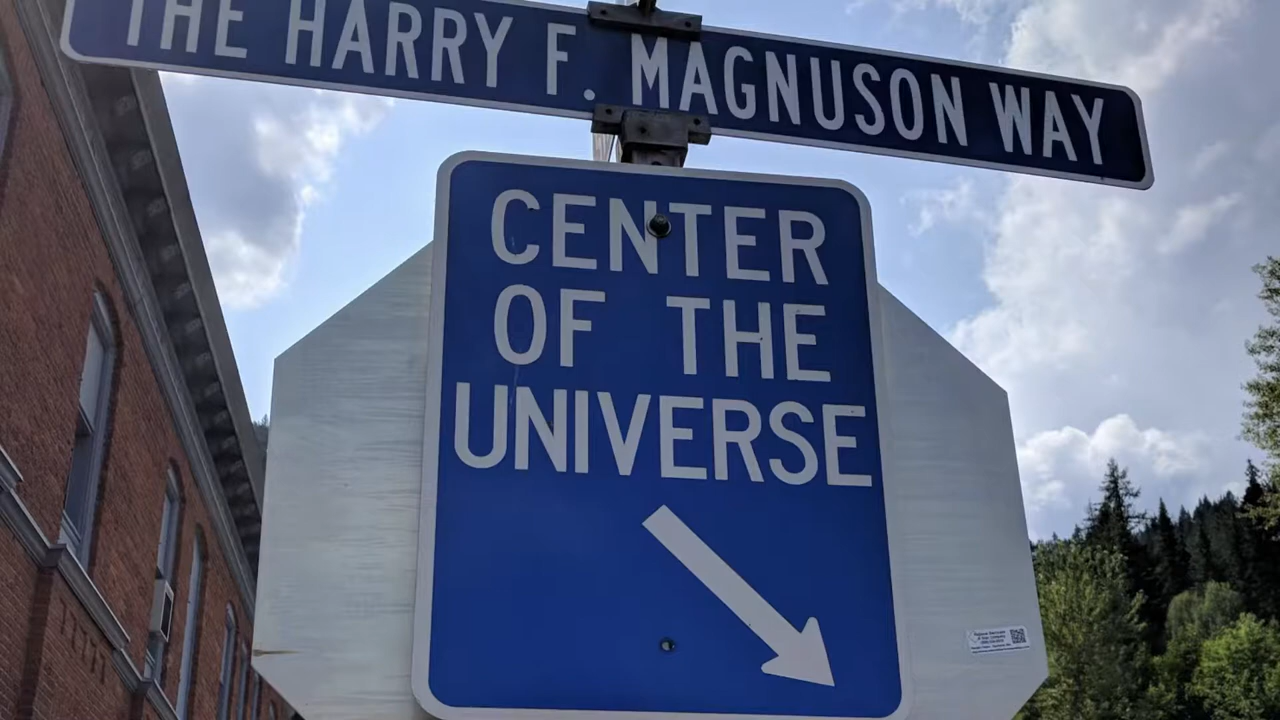 THE HARRY F. MAGNUSON WAY
CENTER
OF THE
UNIVERSE